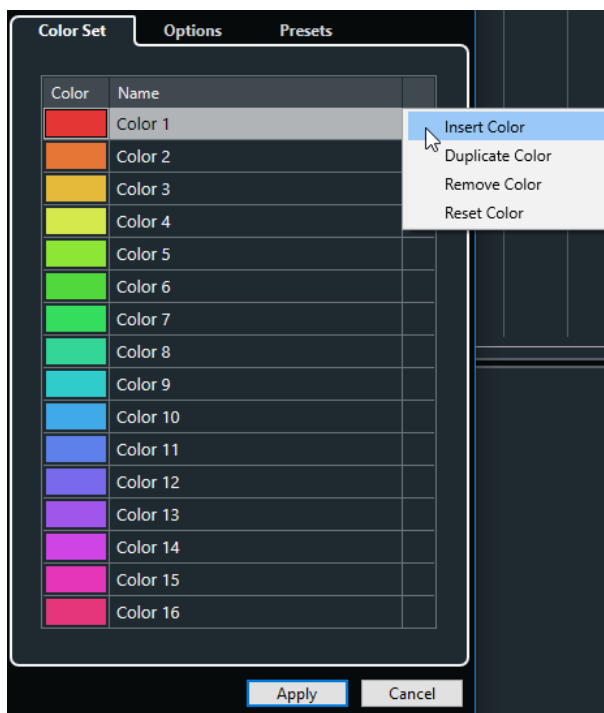 Color Set Options Presets
Color Name
Color 1
Insert Color
Color 2
Duplicate Color
Color 3
Remove Color
Color 4
Reset Color
Color 5
Color 6
Color 7
Color 8
Color 9
Color 10
Color 11
Color 12
Color 13
Color 14
Color 15
Color 16
Apply Cancel